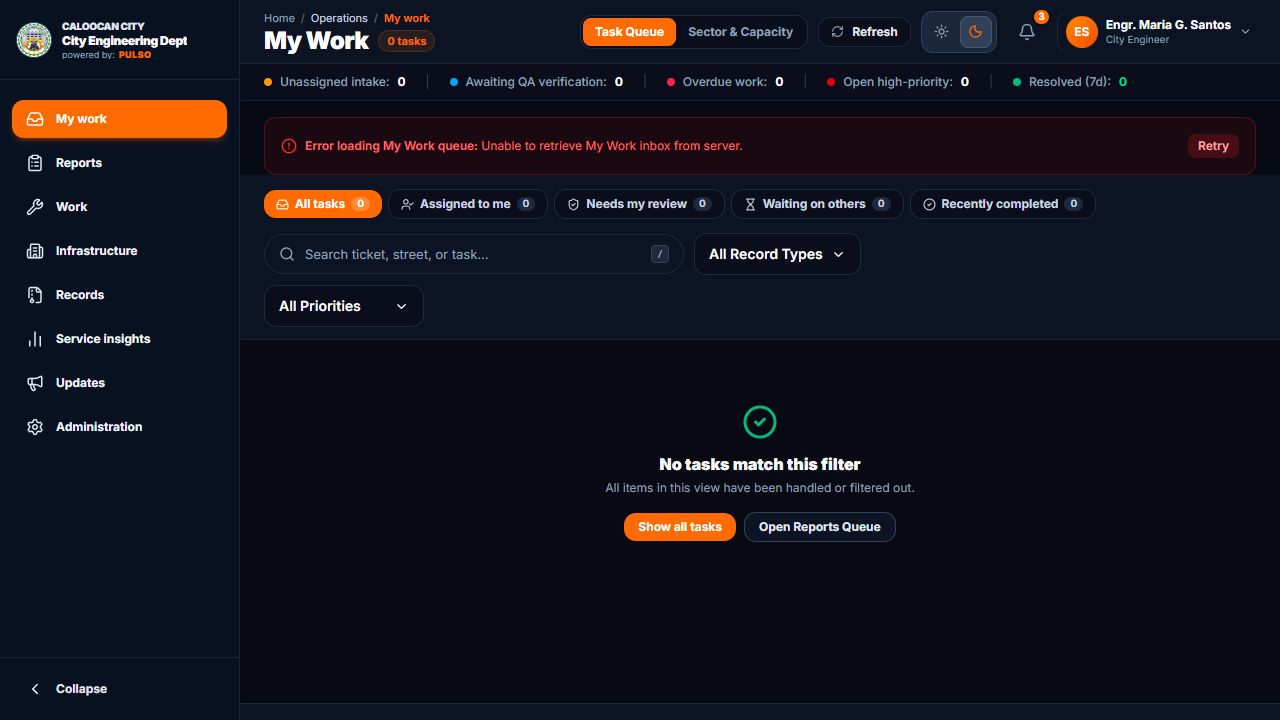 CALOOCAN CITY
City Engineering Dept
powered by: PULSO
My work
Reports
Work
Infrastructure
Records
Service insights
Updates
Administration
Collapse
Home / Operations / My work
My Work 0 tasks
Task Queue Sector & Capacity
Refresh
3
ES
Engr. Maria G. Santos
City Engineer
Unassigned intake: 0
Awaiting QA verification: 0
Overdue work: 0
Open high-priority: 0
Resolved (7d): 0
Error loading My Work queue: Unable to retrieve My Work inbox from server.
Retry
All tasks 0
Assigned to me 0
Needs my review 0
Waiting on others 0
Recently completed 0
Search ticket, street, or task... /
All Record Types
All Priorities
No tasks match this filter
All items in this view have been handled or filtered out.
Show all tasks
Open Reports Queue